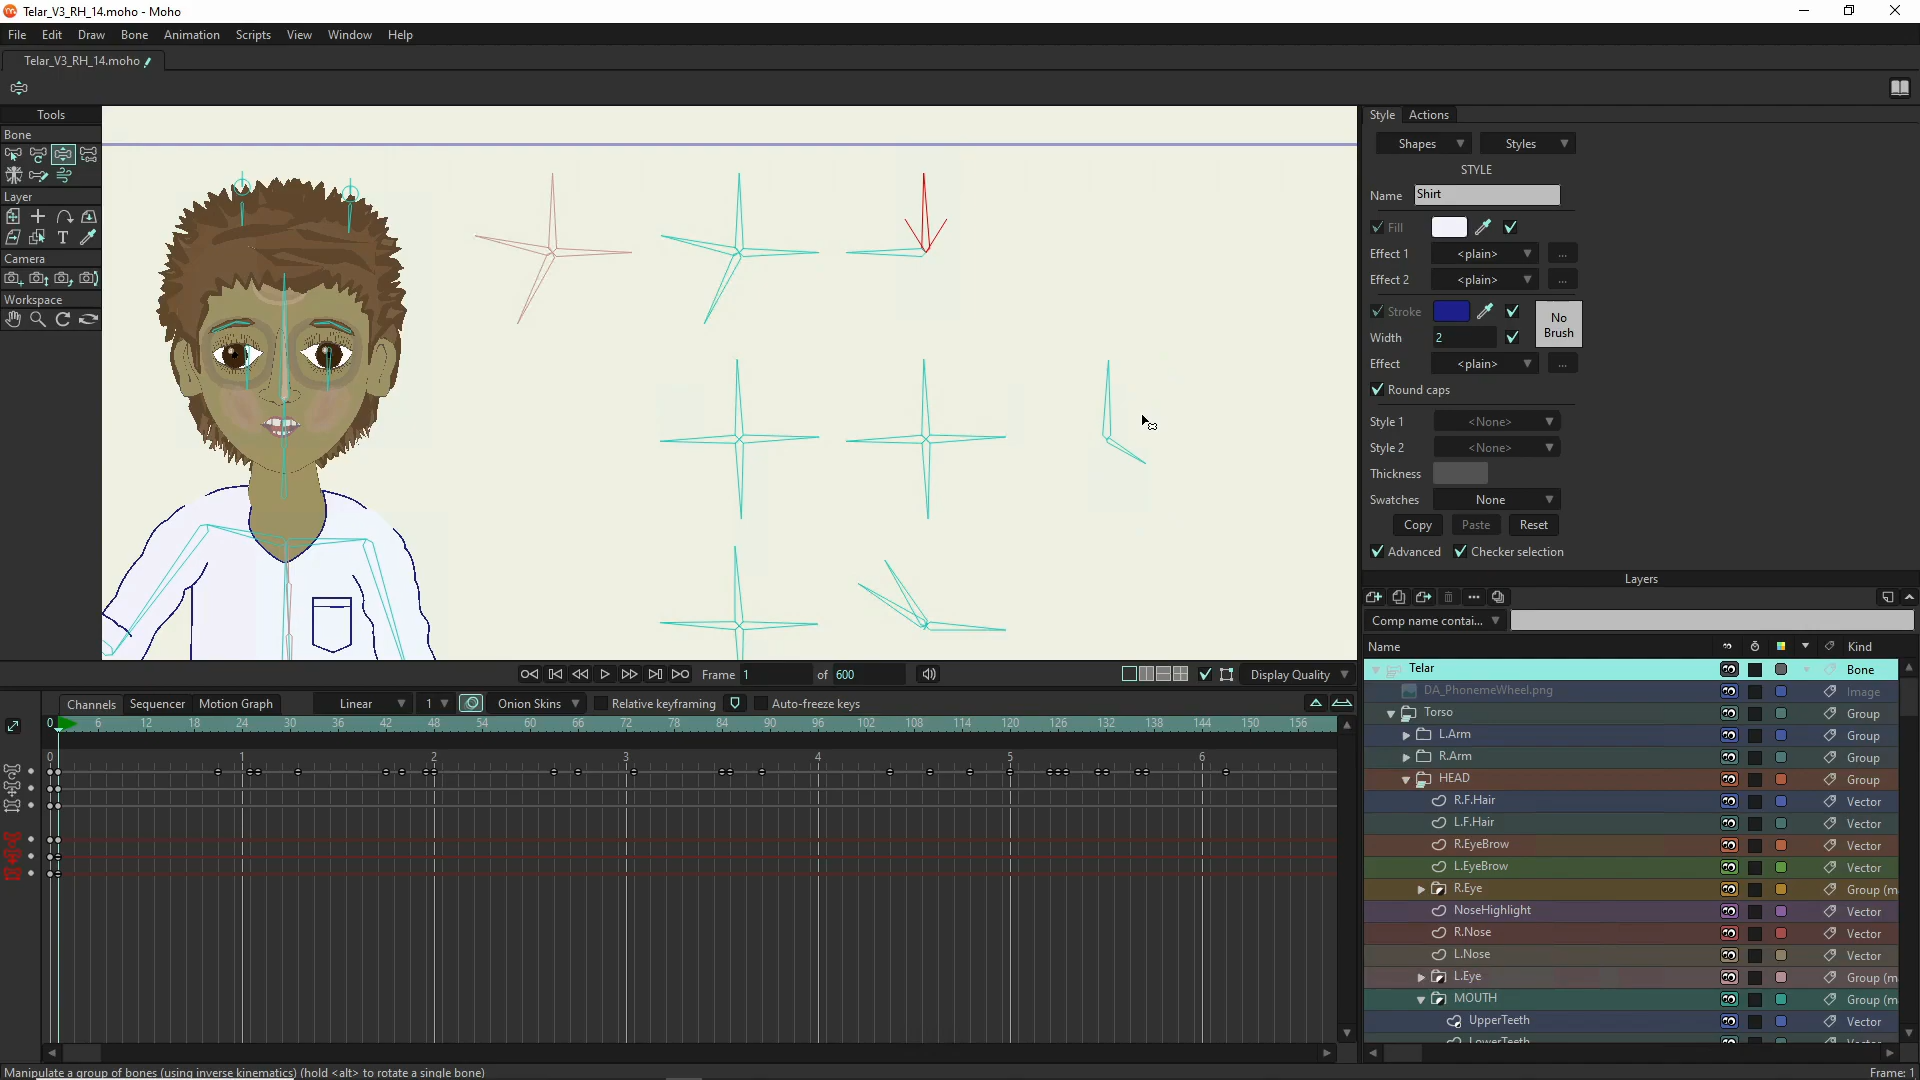 Telar_V3_RH_14.moho - Moho
File Edit Draw Bone Animation Scripts View Window Help
Telar_V3_RH_14.moho
Tools
Bone
Layer
Camera
Workspace
Style Actions
Shapes Styles
STYLE
Name Shirt
Fill
Effect 1 <plain> ...
Effect 2 <plain> ...
Stroke
No Brush
Width 2
Effect <plain> ...
Round caps
Style 1 <None>
Style 2 <None>
Thickness
Swatches None
Copy Paste Reset
Advanced Checker selection
Layers
Comp name contai...
Name Kind
Telar Bone
DA_PhonemeWheel.png Image
Torso Group
L.Arm Group
R.Arm Group
HEAD Group
R.F.Hair Vector
L.F.Hair Vector
R.EyeBrow Vector
L.EyeBrow Vector
R.Eye Group (m
NoseHighlight Vector
R.Nose Vector
L.Nose Vector
L.Eye Group (m
MOUTH Group (m
UpperTeeth Vector
LowerTeeth
Frame 1 of 600 Display Quality
Channels Sequencer Motion Graph Linear 1 Onion Skins Relative keyframing Auto-freeze keys
0 6 12 18 24 30 36 42 48 54 60 66 72 78 84 90 96 102 108 114 120 126 132 138 144 150 156
0 1 2 3 4 5 6
Manipulate a group of bones (using inverse kinematics) (hold <alt> to rotate a single bone)
Frame: 1